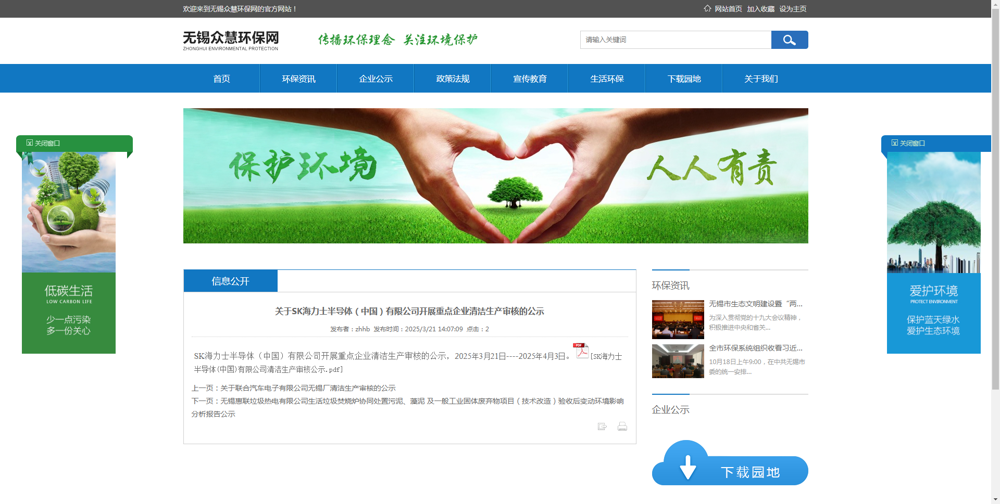 欢迎来到无锡众慧环保网的官方网站！
网站首页 加入收藏 设为主页
无锡众慧环保网
ZHONGHUI ENVIRONMENTAL PROTECTION
传播环保理念 关注环境保护
请输入关键词
首页 环保资讯 企业公示 政策法规 宣传教育 生活环保 下载园地 关于我们
保护环境 人人有责
关闭窗口
低碳生活
LOW CARBON LIFE
少一点污染
多一份关心
关闭窗口
爱护环境
PROTECT ENVIRONMENT
保护蓝天绿水
爱护生态环境
信息公开
关于SK海力士半导体（中国）有限公司开展重点企业清洁生产审核的公示
发布者：zhhb 发布时间：2025/3/21 14:07:09 点击：2
SK海力士半导体（中国）有限公司开展重点企业清洁生产审核的公示，2025年3月21日----2025年4月3日。 PDF [SK海力士
半导体(中国)有限公司清洁生产审核公示.pdf]
上一页：关于联合汽车电子有限公司无锡厂清洁生产审核的公示
下一页：无锡惠联垃圾热电有限公司生活垃圾焚烧炉协同处置污泥、藻泥 及一般工业固体废弃物项目（技术改造）验收后变动环境影响
分析报告公示
环保资讯
无锡市生态文明建设暨“两...
为深入贯彻党的十九大会议精神，
积极推进中央和省关...
全市环保系统组织收看习近...
10月18日上午9:00，在中共无锡市
委的统一安排...
企业公示
下载园地